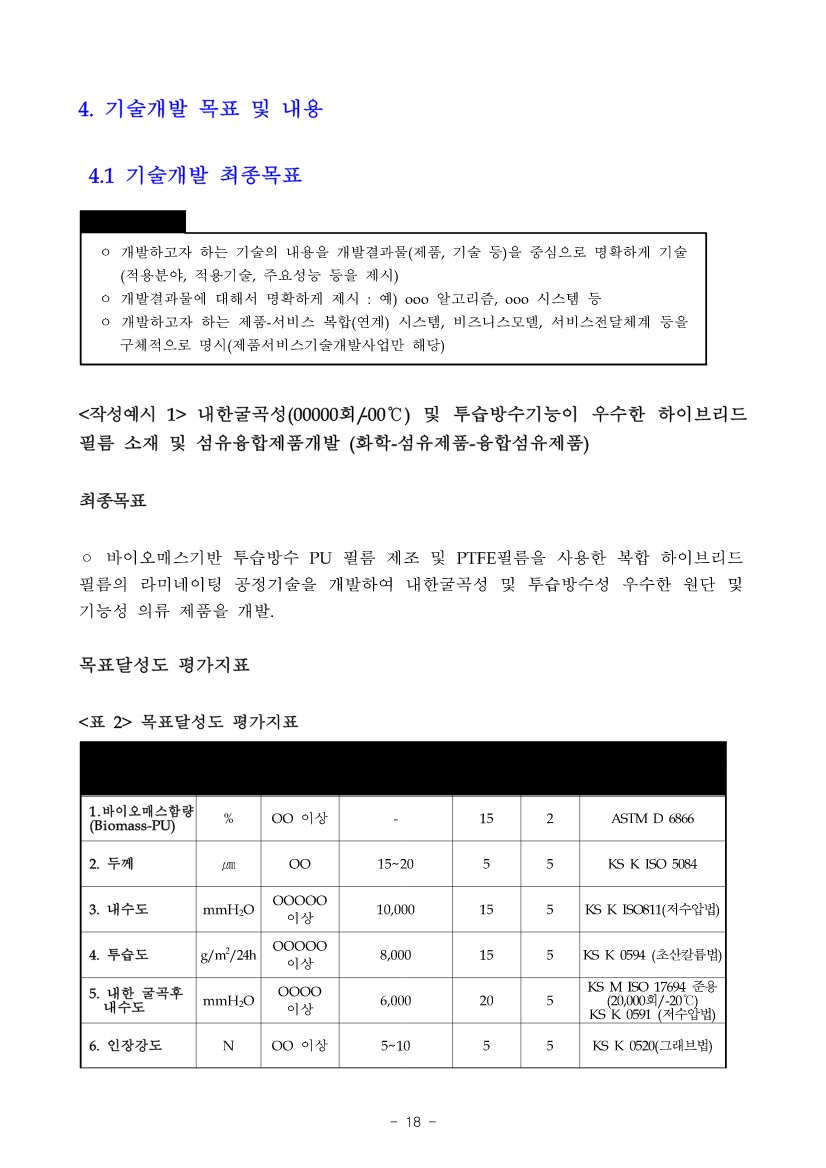 4. 기술개발 목표 및 내용
4.1 기술개발 최종목표
○ 개발하고자 하는 기술의 내용을 개발결과물(제품, 기술 등)을 중심으로 명확하게 기술
(적용분야, 적용기술, 주요성능 등을 제시)
○ 개발결과물에 대해서 명확하게 제시 : 예) ooo 알고리즘, ooo 시스템 등
○ 개발하고자 하는 제품-서비스 복합(연계) 시스템, 비즈니스모델, 서비스전달체계 등을
구체적으로 명시(제품서비스기술개발사업만 해당)
<작성예시 1> 내한굴곡성(00000회/-00℃) 및 투습방수기능이 우수한 하이브리드
필름 소재 및 섬유융합제품개발 (화학-섬유제품-융합섬유제품)
최종목표
○ 바이오매스기반 투습방수 PU 필름 제조 및 PTFE필름을 사용한 복합 하이브리드
필름의 라미네이팅 공정기술을 개발하여 내한굴곡성 및 투습방수성 우수한 원단 및
기능성 의류 제품을 개발.
목표달성도 평가지표
<표 2> 목표달성도 평가지표
1.바이오매스함량
(Biomass-PU)
% OO 이상 - 15 2 ASTM D 6866
2. 두께 ㎛ OO 15~20 5 5 KS K ISO 5084
3. 내수도 mmH₂O OOOOO
이상 10,000 15 5 KS K ISO811(저수압법)
4. 투습도 g/m²/24h OOOOO
이상 8,000 15 5 KS K 0594 (초산칼륨법)
5. 내한 굴곡후
내수도 mmH₂O OOOO
이상 6,000 20 5 KS M ISO 17694 준용
(20,000회/-20℃)
KS K 0591 (저수압법)
6. 인장강도 N OO 이상 5~10 5 5 KS K 0520(그래브법)
- 18 -